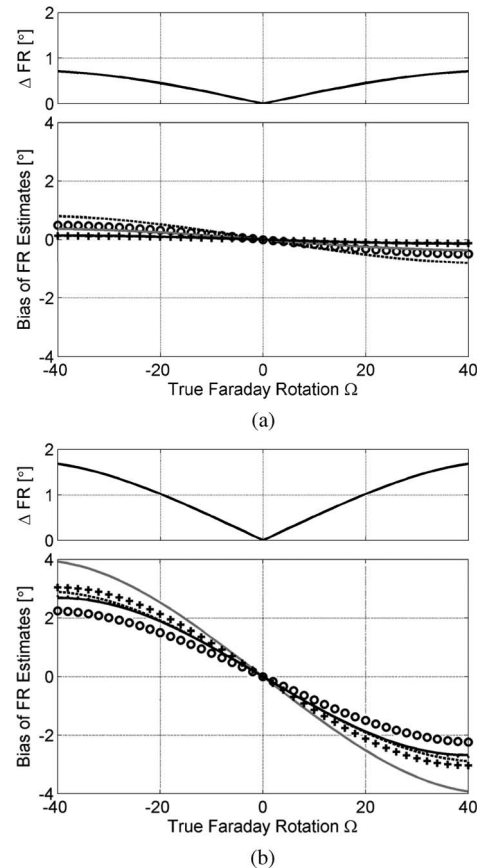 2
1
0
Δ FR [°]
4
2
0
-2
-4
Bias of FR Estimates [°]
-40 -20 0 20 40
True Faraday Rotation Ω
(a)
2
1
0
Δ FR [°]
4
2
0
-2
-4
Bias of FR Estimates [°]
-40 -20 0 20 40
True Faraday Rotation Ω
(b)